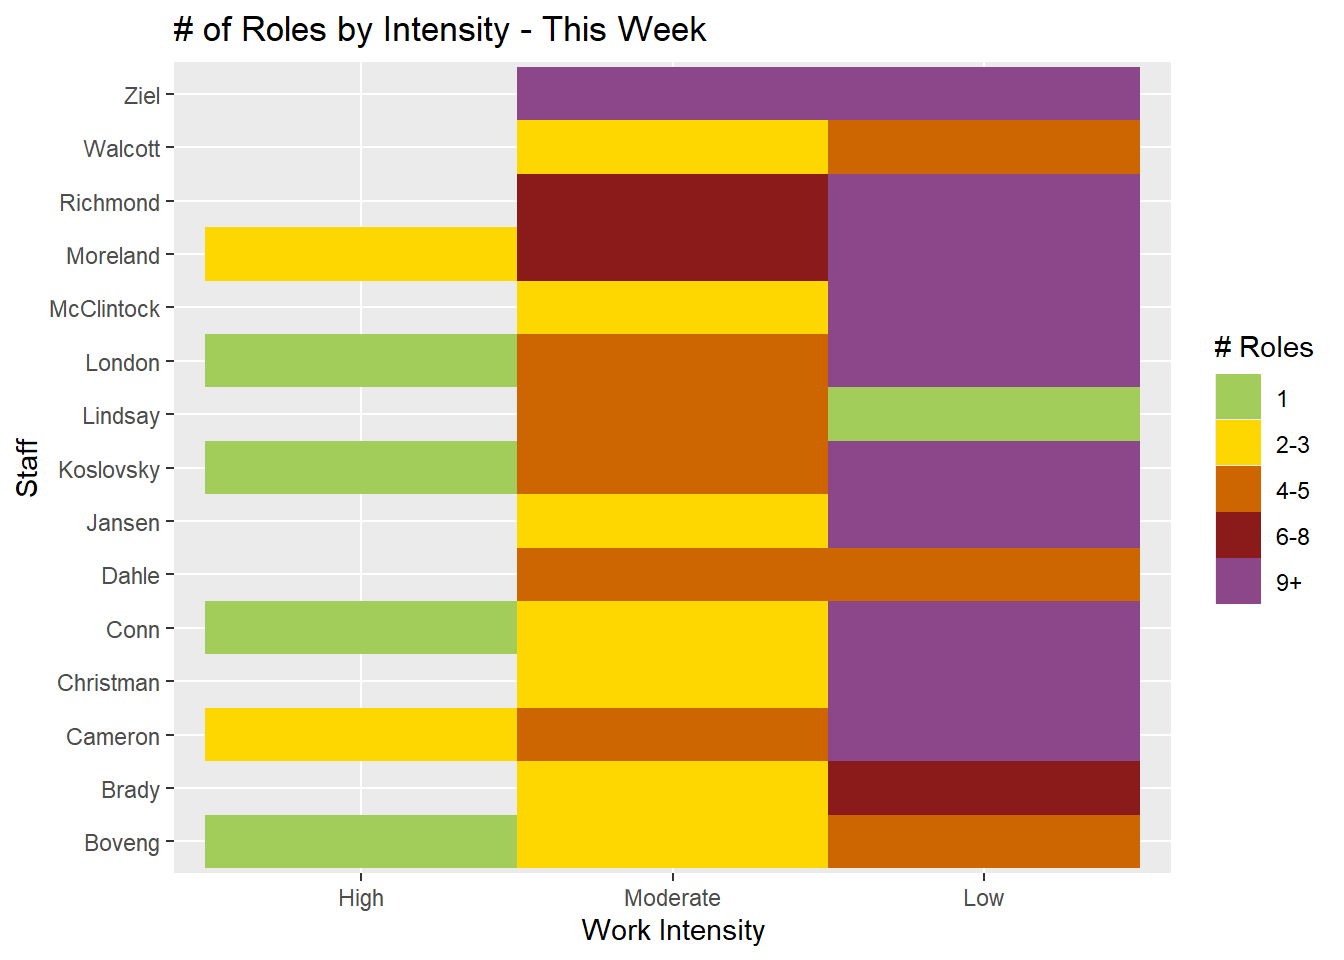 # of Roles by Intensity - This Week
Ziel
Walcott
Richmond
Moreland
McClintock
London
Lindsay
Koslovsky
Jansen
Dahle
Conn
Christman
Cameron
Brady
Boveng
Staff
High
Moderate
Low
Work Intensity
# Roles
1
2-3
4-5
6-8
9+